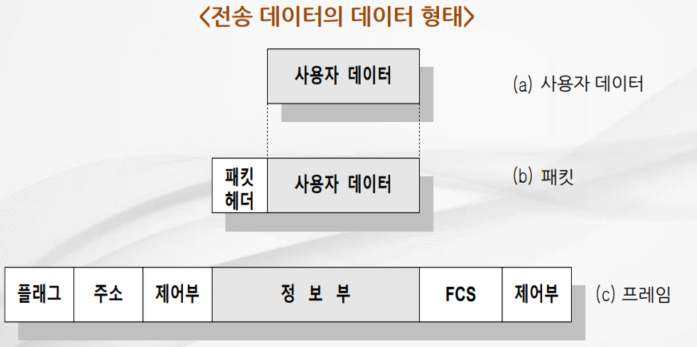 <전송 데이터의 데이터 형태>
사용자 데이터
(a) 사용자 데이터
패킷
헤더
사용자 데이터
(b) 패킷
플래그 주소 제어부 정 보 부 FCS 제어부
(c) 프레임